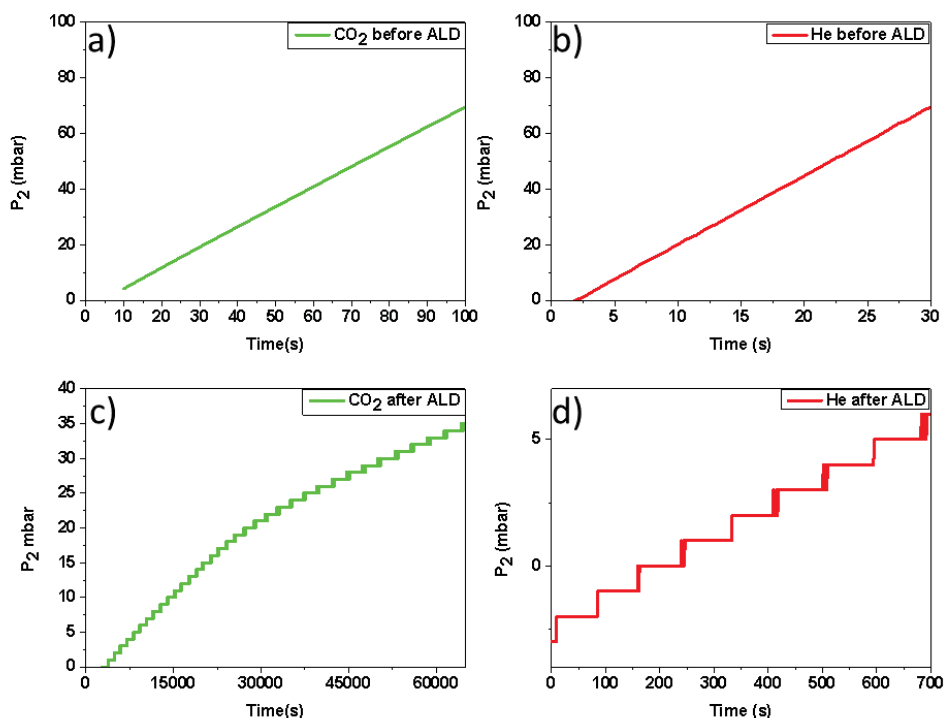 a)
CO2 before ALD
P2 (mbar)
100
80
60
40
20
0
0 10 20 30 40 50 60 70 80 90 100
Time(s)
b)
He before ALD
P2 (mbar)
100
80
60
40
20
0
0 5 10 15 20 25 30
Time (s)
c)
CO2 after ALD
P2 mbar
40
35
30
25
20
15
10
5
0
0 15000 30000 45000 60000
Time(s)
d)
He after ALD
P2 (mbar)
5
0
0 100 200 300 400 500 600 700
Time (s)